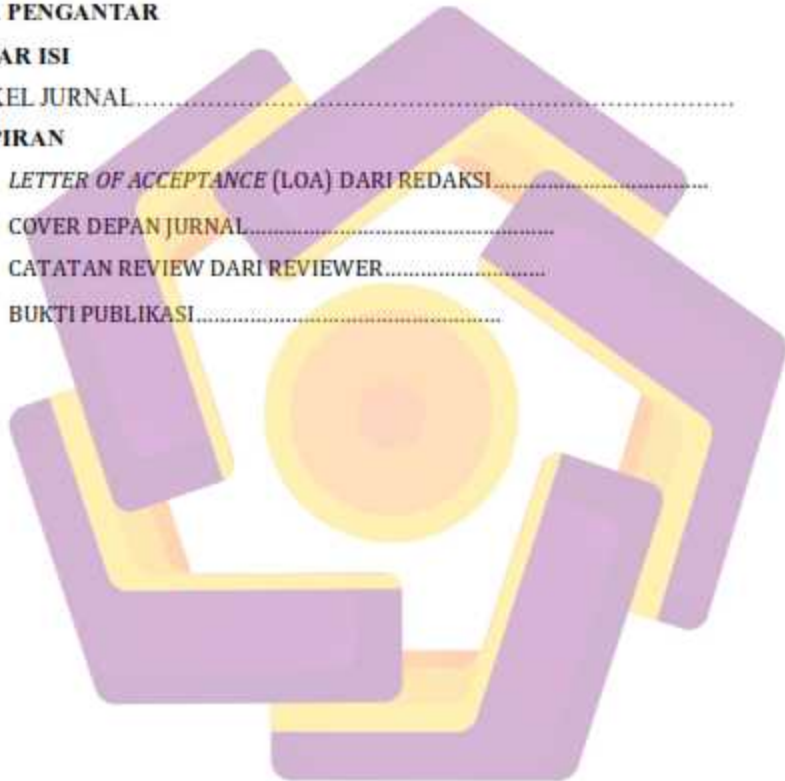 PENGANTAR
AR ISI
KEL JURNAL............................................................................
PIRAN
LETTER OF ACCEPTANCE (LOA) DARI REDAKSI....................................
COVER DEPAN JURNAL...................................................
CATATAN REVIEW DARI REVIEWER...........................
BUKTI PUBLIKASI...................................................